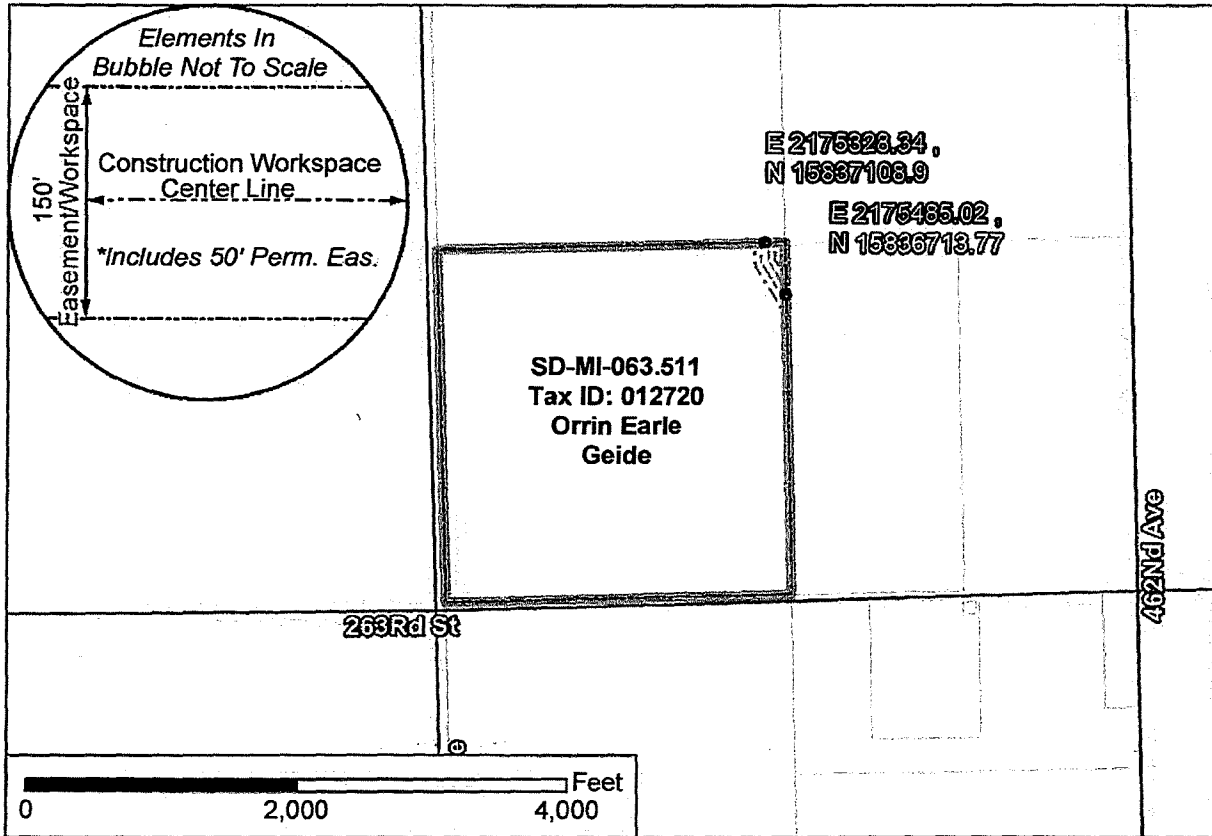 Elements In
Bubble Not To Scale
150'
Easement/Workspace
Construction Workspace
Center Line
*Includes 50' Perm. Eas.
E 2175328.34 ,
N 15837108.9
E 2175485.02 ,
N 15836713.77
SD-MI-063.511
Tax ID: 012720
Orrin Earle
Geide
462Nd Ave
263Rd St
e
Feet
0 2,000 4,000